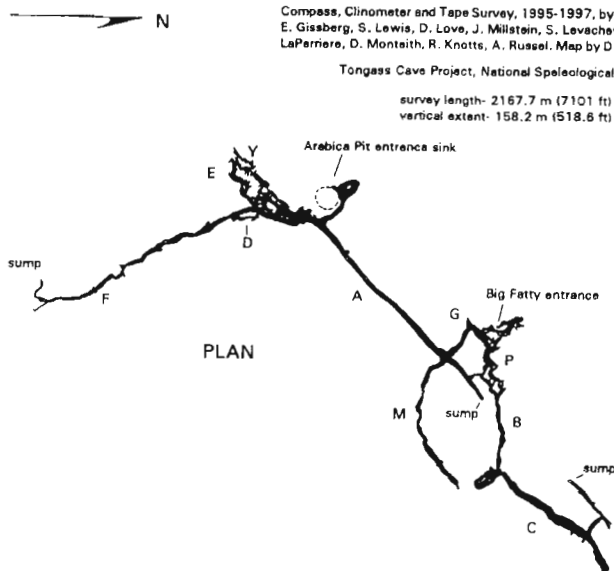 N
Compass, Clinometer and Tape Survey, 1995-1997, by
E. Gissberg, S. Lewis, D. Love, J. Millstein, S. Levache
LaPerriere, D. Monteith, R. Knotts, A. Russel. Map by D
Tongass Cave Project, National Speleological
survey length- 2167.7 m (7101 ft)
vertical extent- 158.2 m (518.6 ft)
Arabica Pit entrance sink
Y
E
D
sump
F
A
Big Fatty entrance
G
PLAN
P
M
sump
B
sump
C